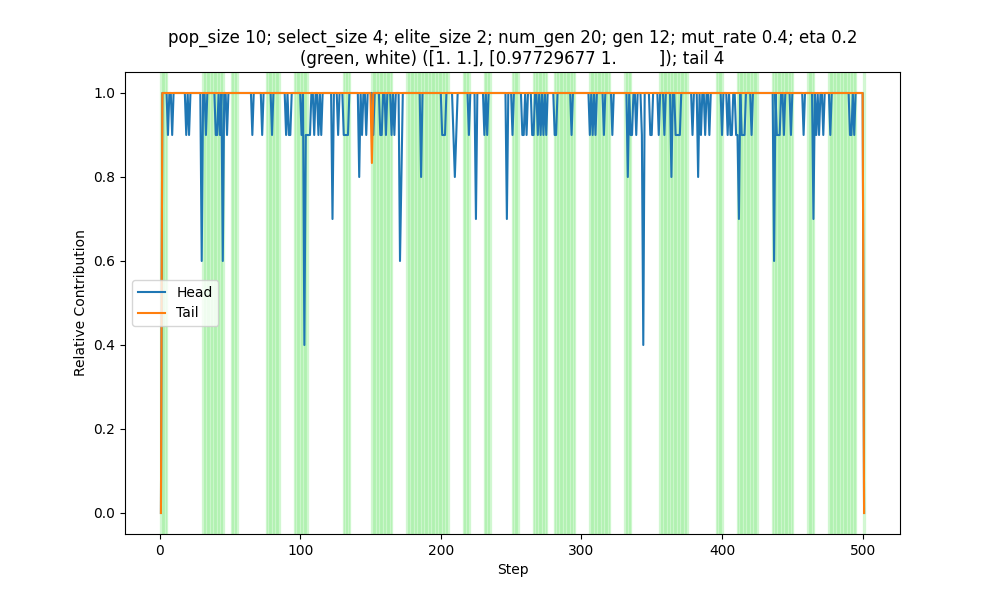 pop_size 10; select_size 4; elite_size 2; num_gen 20; gen 12; mut_rate 0.4; eta 0.2
(green, white) ([1. 1.], [0.97729677 1.        ]); tail 4
1.0
0.8
0.6
0.4
0.2
0.0
Relative Contribution
Head
Tail
0
100
200
300
400
500
Step